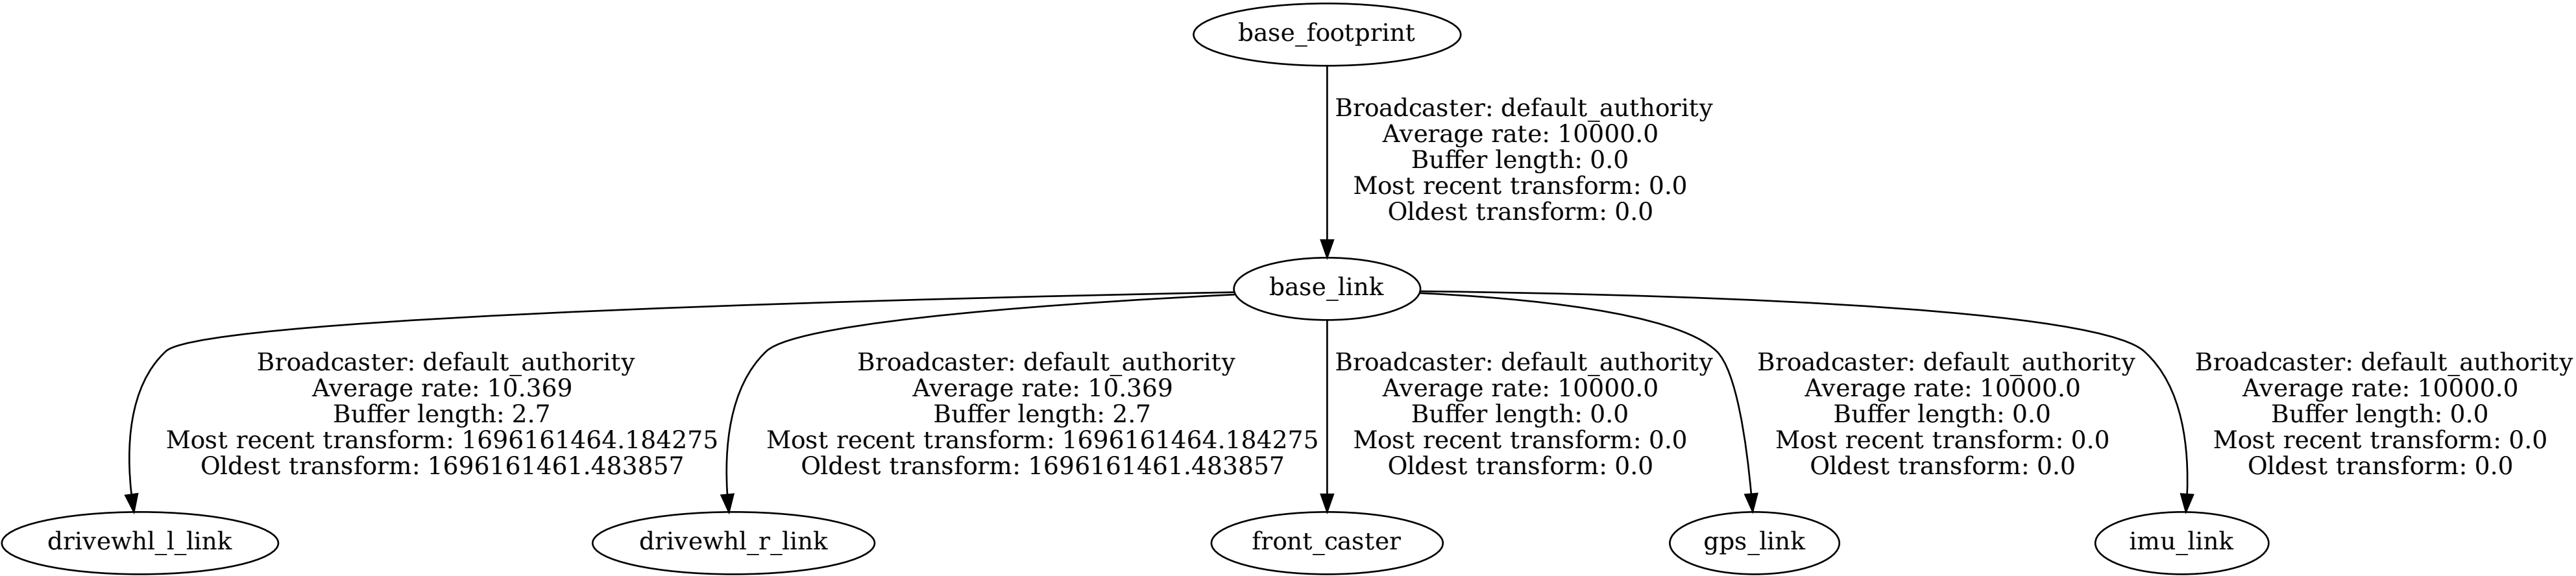 base_footprint
Broadcaster: default_authority
Average rate: 10000.0
Buffer length: 0.0
Most recent transform: 0.0
Oldest transform: 0.0
base_link
Broadcaster: default_authority
Average rate: 10.369
Buffer length: 2.7
Most recent transform: 1696161464.184275
Oldest transform: 1696161461.483857
Broadcaster: default_authority
Average rate: 10.369
Buffer length: 2.7
Most recent transform: 1696161464.184275
Oldest transform: 1696161461.483857
Broadcaster: default_authority
Average rate: 10000.0
Buffer length: 0.0
Most recent transform: 0.0
Oldest transform: 0.0
Broadcaster: default_authority
Average rate: 10000.0
Buffer length: 0.0
Most recent transform: 0.0
Oldest transform: 0.0
Broadcaster: default_authority
Average rate: 10000.0
Buffer length: 0.0
Most recent transform: 0.0
Oldest transform: 0.0
drivewhl_l_link
drivewhl_r_link
front_caster
gps_link
imu_link